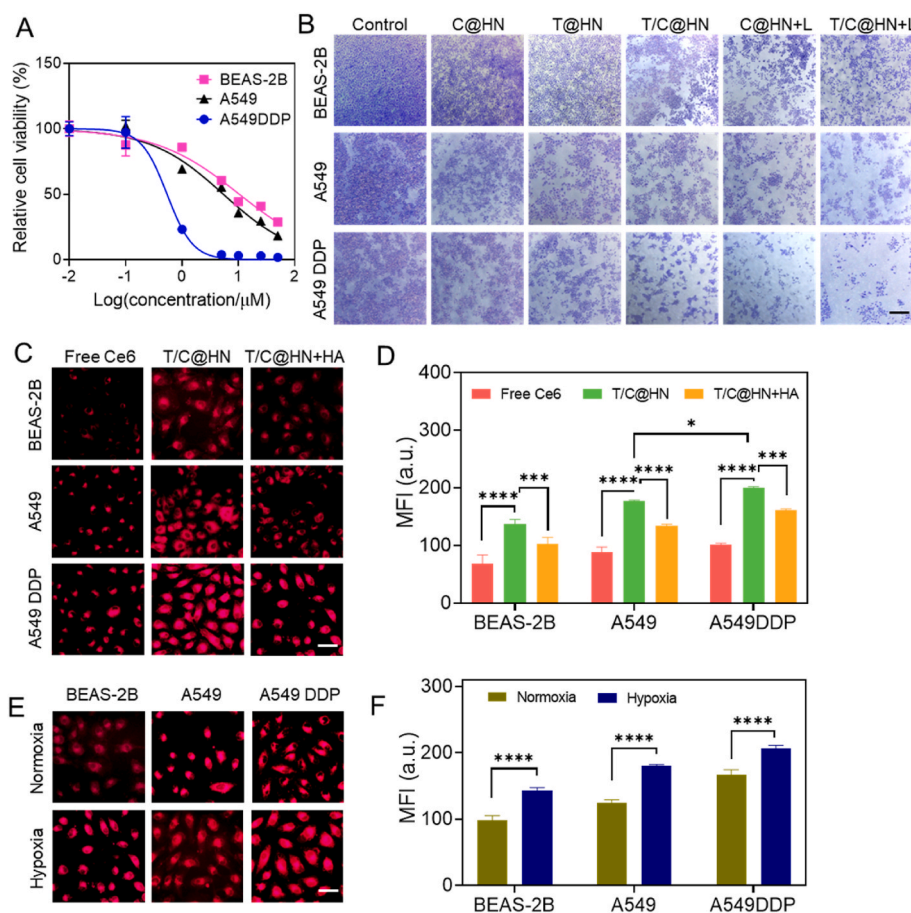 A
150
100
50
0
Relative cell viability (%)
BEAS-2B
A549
A549DDP
-2 -1 0 1 2
Log(concentration/μM)
B
Control C@HN T@HN T/C@HN C@HN+L T/C@HN+L
BEAS-2B
A549
A549 DDP
C
Free Ce6 T/C@HN T/C@HN+HA
BEAS-2B
A549
A549 DDP
D
400
300
200
100
0
MFI (a.u.)
Free Ce6 T/C@HN T/C@HN+HA
*
**** *** **** **** **** ***
BEAS-2B A549 A549DDP
E
BEAS-2B A549 A549 DDP
Normoxia
Hypoxia
F
300
200
100
0
MFI (a.u.)
Normoxia Hypoxia
**** **** ****
BEAS-2B A549 A549DDP